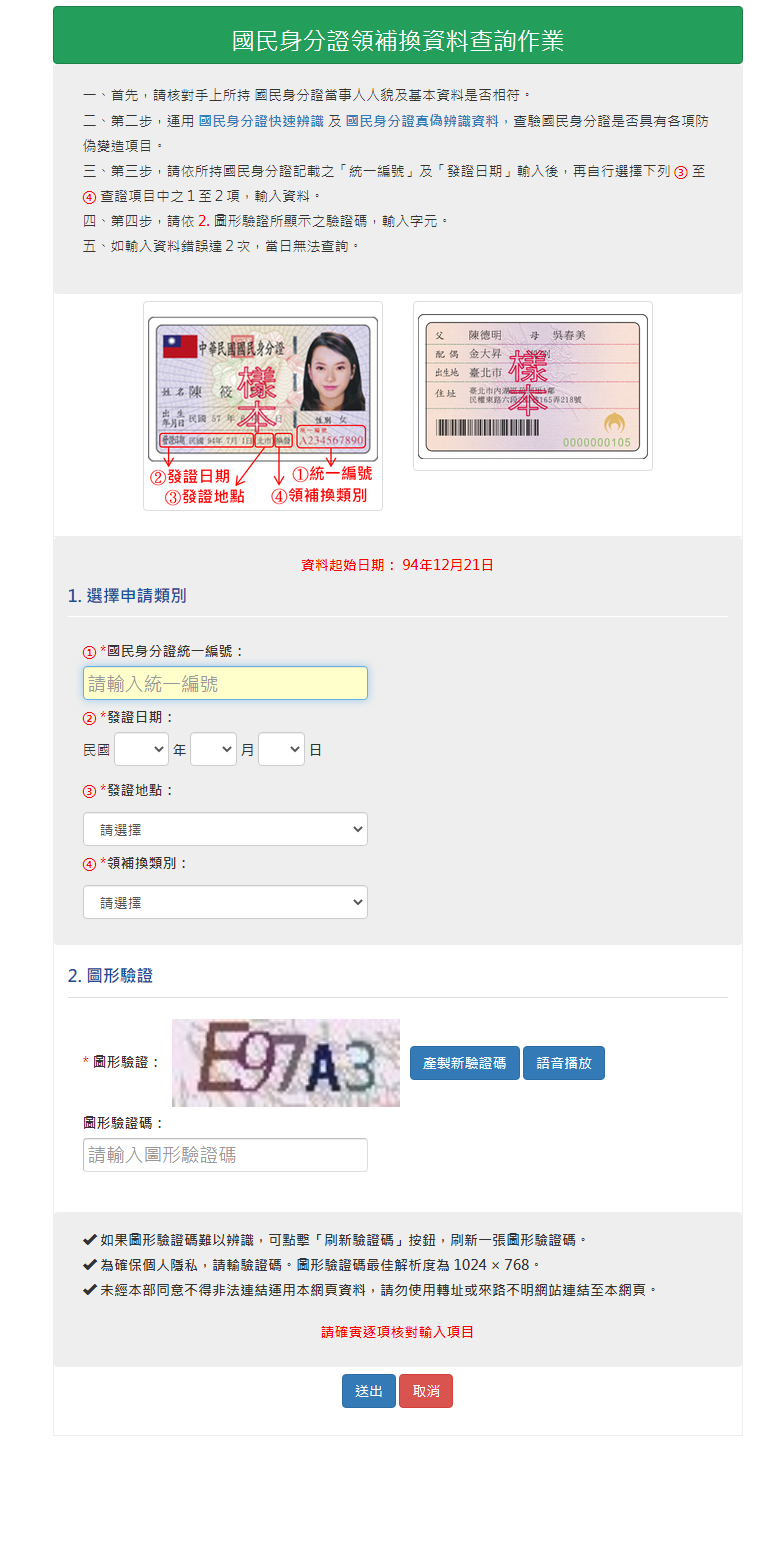 國民身分證領補換資料查詢作業
一、首先，請核對手上所持 國民身分證當事人人貌及基本資料是否相符。
二、第二步，運用 國民身分證快速辨識 及 國民身分證真偽辨識資料，查驗國民身分證是否具有各項防
偽變造項目。
三、第三步，請依所持國民身分證記載之「統一編號」及「發證日期」輸入後，再自行選擇下列 ③ 至
④ 查證項目中之 1 至 2 項，輸入資料。
四、第四步，請依 2. 圖形驗證所顯示之驗證碼，輸入字元。
五、如輸入資料錯誤達 2 次，當日無法查詢。
中華民國國民身分證
姓名 陳 筱
樣本
出生年月日 民國 57 年
性別 女
發證日期 民國 94年 7月 1日 (北市) 換發
統一編號
A234567890
②發證日期
①統一編號
③發證地點
④領補換類別
父 陳德明 母 吳春美
配偶 金大昇
樣本
出生地 臺北市
住址 臺北市內湖
民權東路六段 165弄218號
0000000105
資料起始日期： 94年12月21日
1. 選擇申請類別
① *國民身分證統一編號：
請輸入統一編號
② *發證日期：
民國 年 月 日
③ *發證地點：
請選擇
④ *領補換類別：
請選擇
2. 圖形驗證
* 圖形驗證：
E97A3
產製新驗證碼
語音播放
圖形驗證碼：
請輸入圖形驗證碼
✔ 如果圖形驗證碼難以辨識，可點擊「刷新驗證碼」按鈕，刷新一張圖形驗證碼。
✔ 為確保個人隱私，請輸驗證碼。圖形驗證碼最佳解析度為 1024 × 768。
✔ 未經本部同意不得非法連結運用本網頁資料，請勿使用轉址或來路不明網站連結至本網頁。
請確實逐項核對輸入項目
送出
取消